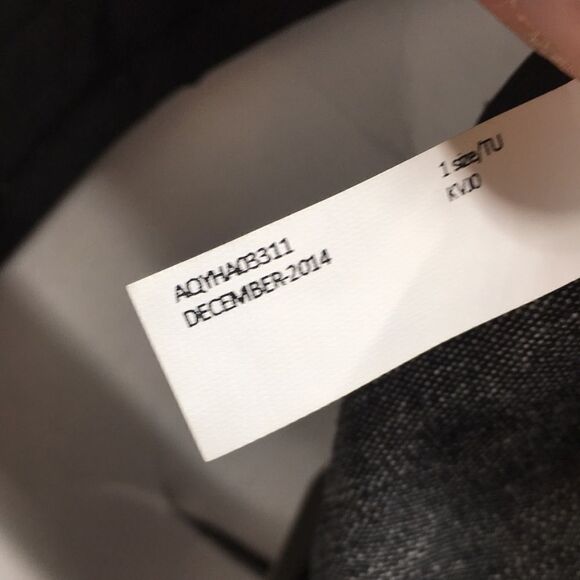 AQYHA03311
DECEMBER-2014
1 size/TU
KVJ0